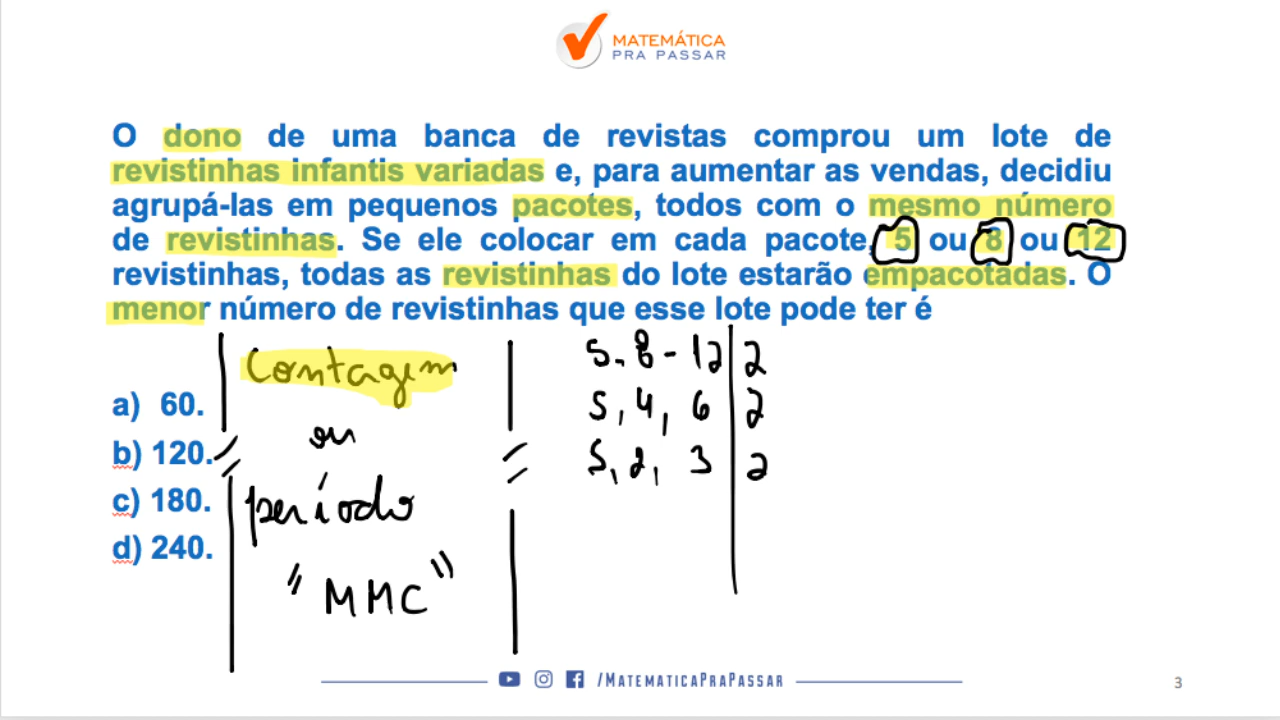 MATEMÁTICA
PRA PASSAR
O dono de uma banca de revistas comprou um lote de
revistinhas infantis variadas e, para aumentar as vendas, decidiu
agrupá-las em pequenos pacotes, todos com o mesmo número
de revistinhas. Se ele colocar em cada pacote, 5 ou 8 ou 12
revistinhas, todas as revistinhas do lote estarão empacotadas. O
menor número de revistinhas que esse lote pode ter é
a) 60.
b) 120.
c) 180.
d) 240.
Contagem
ou
período
"MMC"
5, 8 - 12 | 2
5, 4, 6 | 2
5, 2, 3 | 2
/MATEMATICAPRAPASSAR
3